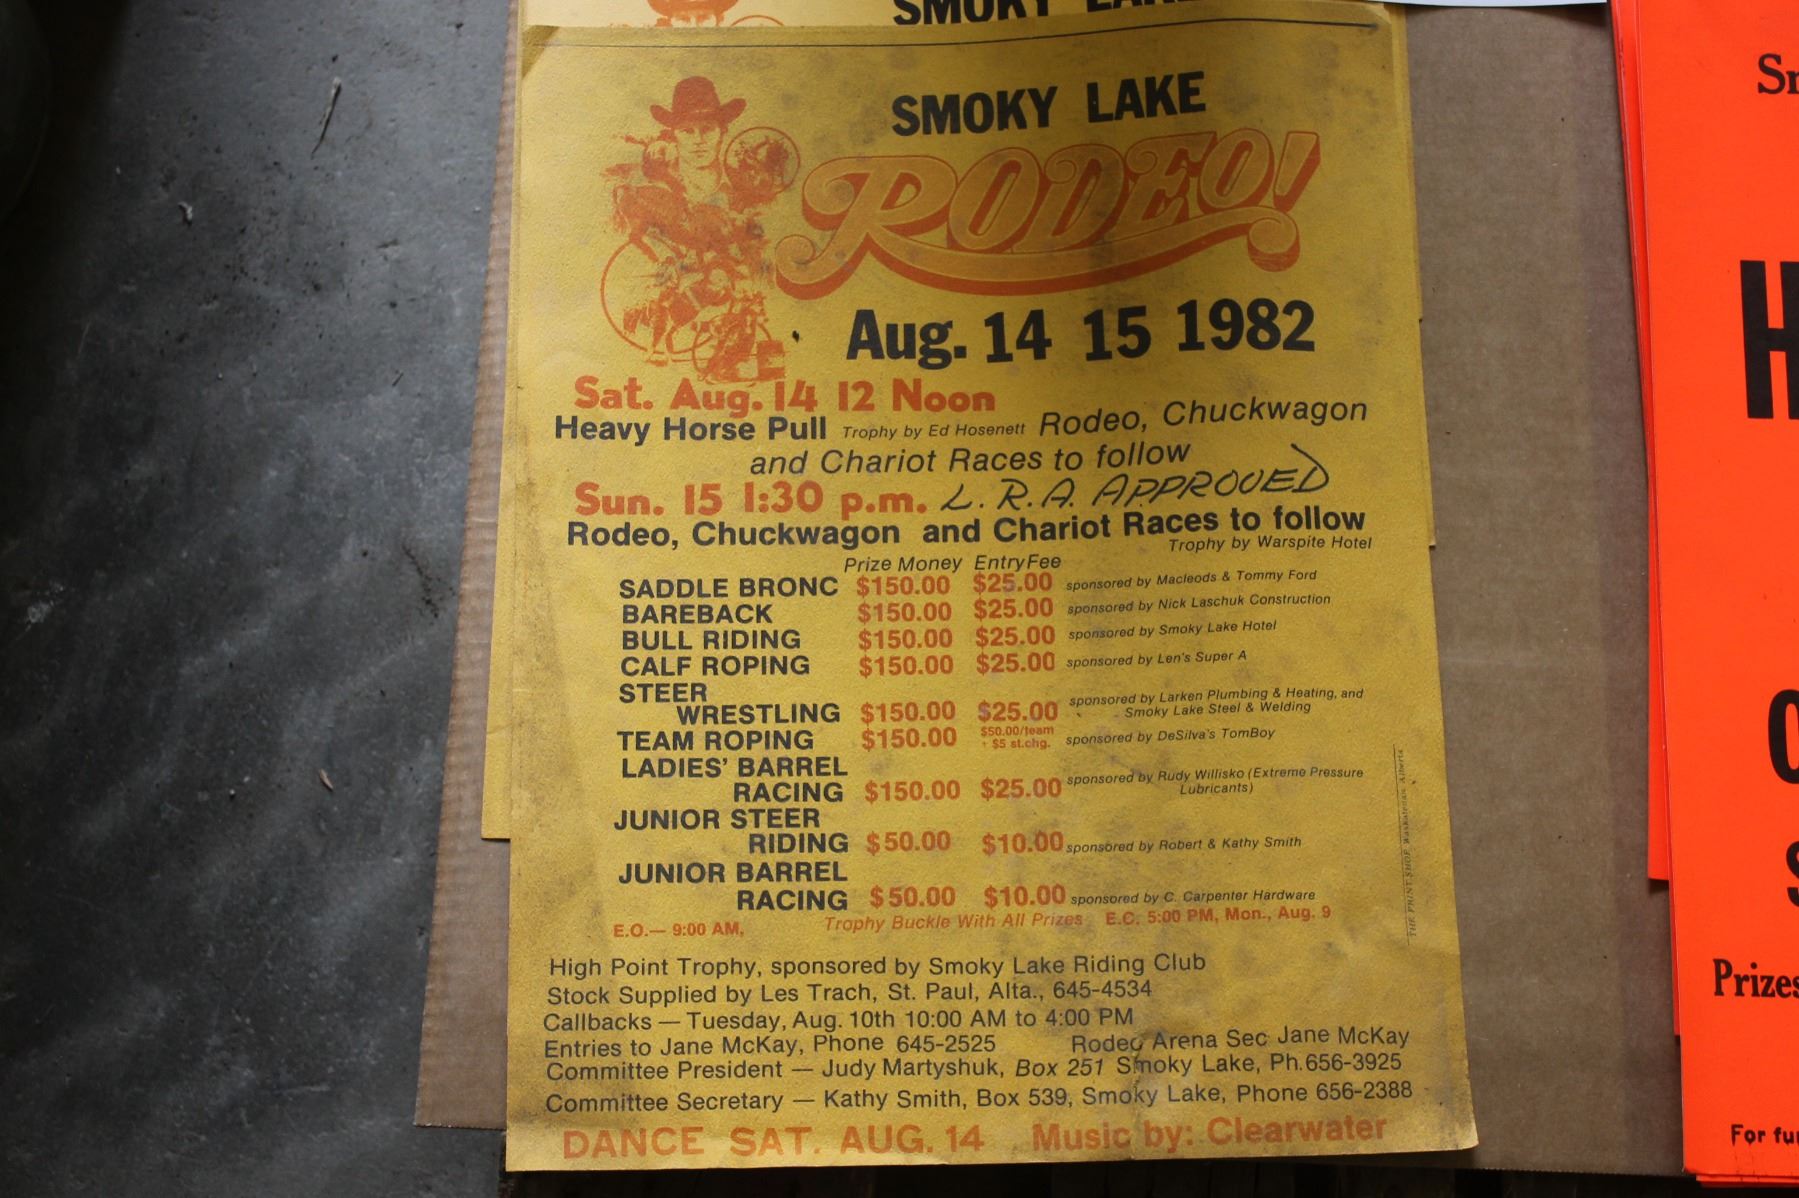 SMOKY LAKE
SMOKY LAKE
RODEO!
Aug. 14 15 1982
Sat. Aug. 14 12 Noon
Heavy Horse Pull Trophy by Ed Hosenett Rodeo, Chuckwagon
and Chariot Races to follow
Sun. 15 1:30 p.m. L.R.A. APPROVED
Rodeo, Chuckwagon and Chariot Races to follow
Trophy by Warspite Hotel
Prize Money Entry Fee
SADDLE BRONC $150.00 $25.00 sponsored by Macleods & Tommy Ford
BAREBACK $150.00 $25.00 sponsored by Nick Laschuk Construction
BULL RIDING $150.00 $25.00 sponsored by Smoky Lake Hotel
CALF ROPING $150.00 $25.00 sponsored by Len's Super A
STEER
WRESTLING $150.00 $25.00 sponsored by Larken Plumbing & Heating, and
Smoky Lake Steel & Welding
TEAM ROPING $150.00 $50.00/team
+ $5 st.chg. sponsored by DeSilva's TomBoy
LADIES' BARREL
RACING $150.00 $25.00 sponsored by Rudy Willisko (Extreme Pressure
Lubricants)
JUNIOR STEER
RIDING $50.00 $10.00 sponsored by Robert & Kathy Smith
JUNIOR BARREL
RACING $50.00 $10.00 sponsored by C. Carpenter Hardware
E.O.— 9:00 AM, Trophy Buckle With All Prizes E.C. 5:00 PM, Mon., Aug. 9
High Point Trophy, sponsored by Smoky Lake Riding Club
Stock Supplied by Les Trach, St. Paul, Alta., 645-4534
Callbacks — Tuesday, Aug. 10th 10:00 AM to 4:00 PM
Entries to Jane McKay, Phone 645-2525 Rodeo Arena Sec Jane McKay
Committee President — Judy Martyshuk, Box 251 Smoky Lake, Ph.656-3925
Committee Secretary — Kathy Smith, Box 539, Smoky Lake, Phone 656-2388
DANCE SAT. AUG. 14 Music by: Clearwater
THE PRINT SHOP, Waskatenau, Alberta
H
Prizes
For